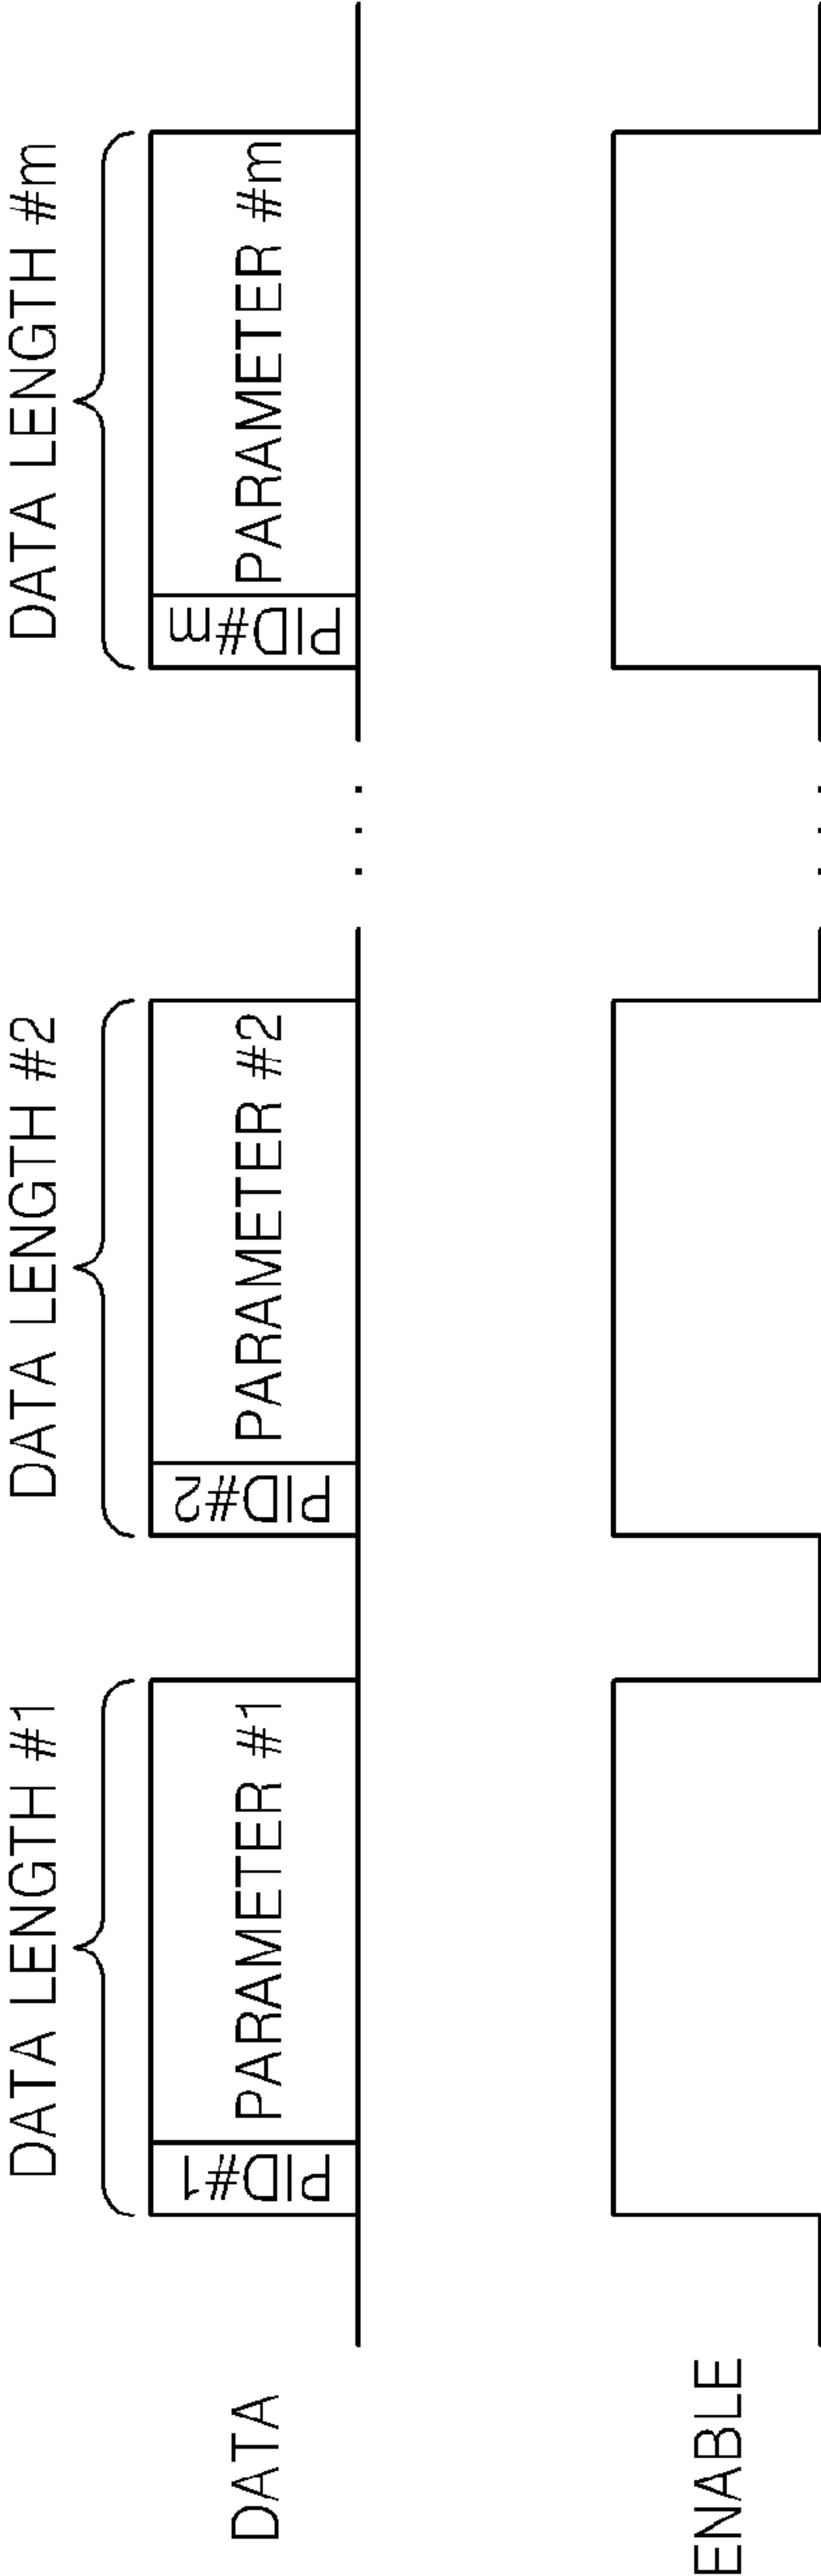 DATA LENGTH #1
DATA LENGTH #2
DATA LENGTH #m
DATA
PID#1
PARAMETER #1
PID#2
PARAMETER #2
. . .
PID#m
PARAMETER #m
ENABLE
. . .